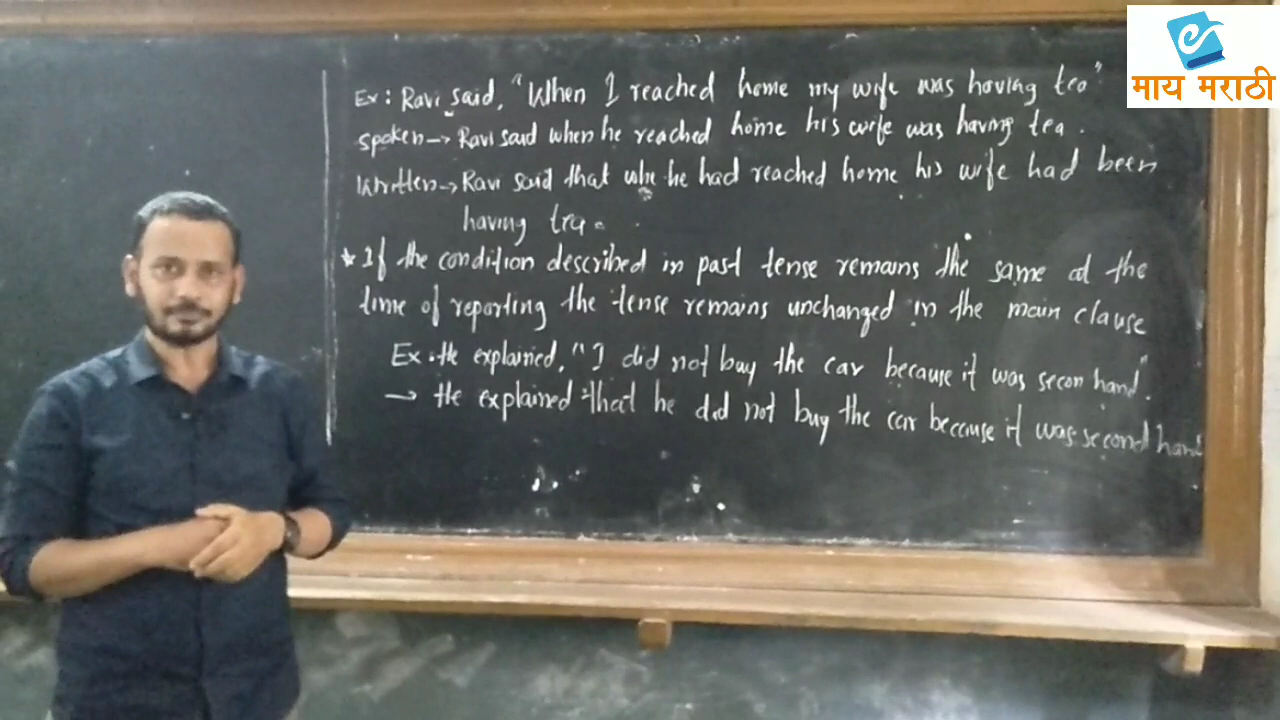 माय मराठी
Ex: Ravi said, "When I reached home my wife was having tea"
spoken → Ravi said when he reached home his wife was having tea.
Written → Ravi said that whe he had reached home his wife had been
having tea.
* If the condition described in past tense remains the same at the
time of reporting the tense remains unchanged in the main clause
Ex. He explained, "I did not buy the car because it was secon hand".
→ He explained that he did not buy the car because it was second hand